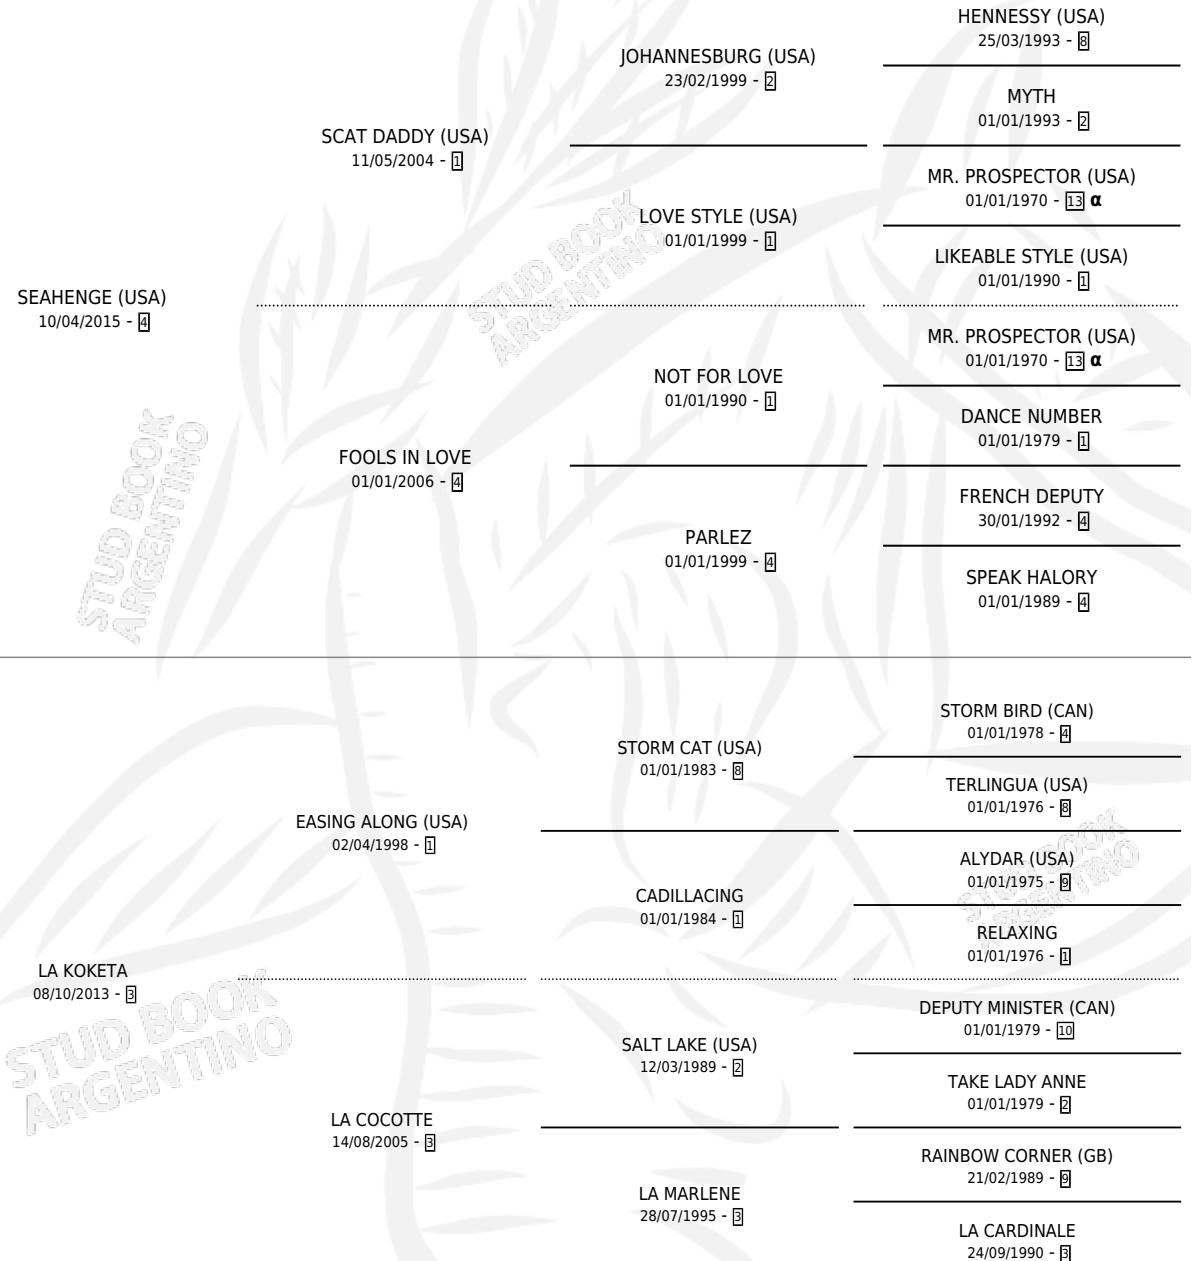 HENNESSY (USA)
25/03/1993 - 8
JOHANNESBURG (USA)
23/02/1999 - 2
MYTH
01/01/1993 - 2
SCAT DADDY (USA)
11/05/2004 - 1
MR. PROSPECTOR (USA)
01/01/1970 - 13 α
LOVE STYLE (USA)
01/01/1999 - 1
LIKEABLE STYLE (USA)
01/01/1990 - 1
SEAHENGE (USA)
10/04/2015 - 4
MR. PROSPECTOR (USA)
01/01/1970 - 13 α
NOT FOR LOVE
01/01/1990 - 1
DANCE NUMBER
01/01/1979 - 1
FOOLS IN LOVE
01/01/2006 - 4
FRENCH DEPUTY
30/01/1992 - 4
PARLEZ
01/01/1999 - 4
SPEAK HALORY
01/01/1989 - 4
STORM BIRD (CAN)
01/01/1978 - 4
STORM CAT (USA)
01/01/1983 - 8
TERLINGUA (USA)
01/01/1976 - 8
EASING ALONG (USA)
02/04/1998 - 1
ALYDAR (USA)
01/01/1975 - 9
CADILLACING
01/01/1984 - 1
RELAXING
01/01/1976 - 1
LA KOKETA
08/10/2013 - 3
DEPUTY MINISTER (CAN)
01/01/1979 - 10
SALT LAKE (USA)
12/03/1989 - 2
TAKE LADY ANNE
01/01/1979 - 2
LA COCOTTE
14/08/2005 - 3
RAINBOW CORNER (GB)
21/02/1989 - 9
LA MARLENE
28/07/1995 - 3
LA CARDINALE
24/09/1990 - 3
STUD BOOK
ARGENTINO
STUD BOOK
ARGENTINO
STUD BOOK
ARGENTINO
STUD BOOK
ARGENTINO